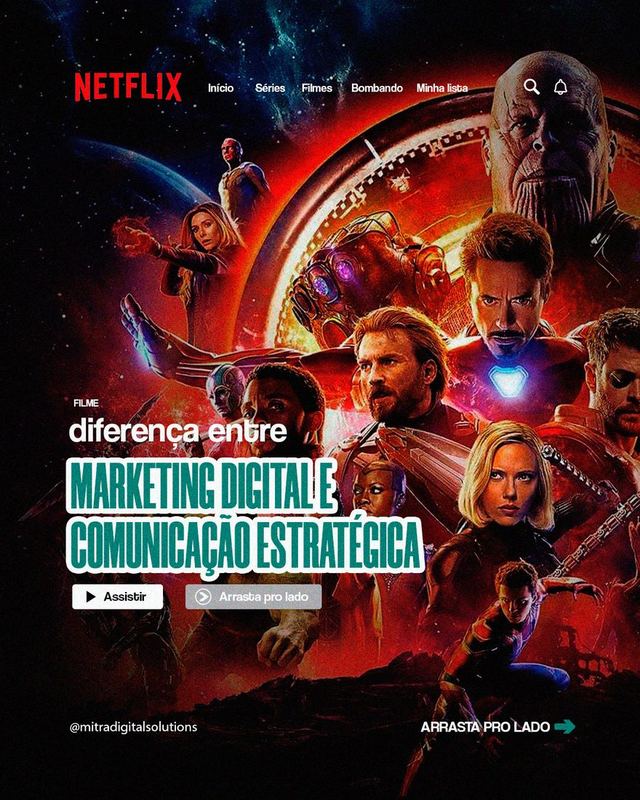 NETFLIX Início Séries Filmes Bombando Minha lista
FILME
diferença entre
MARKETING DIGITAL E
COMUNICAÇÃO ESTRATÉGICA
Assistir Arrasta pro lado
@mitradigitalsolutions ARRASTA PRO LADO